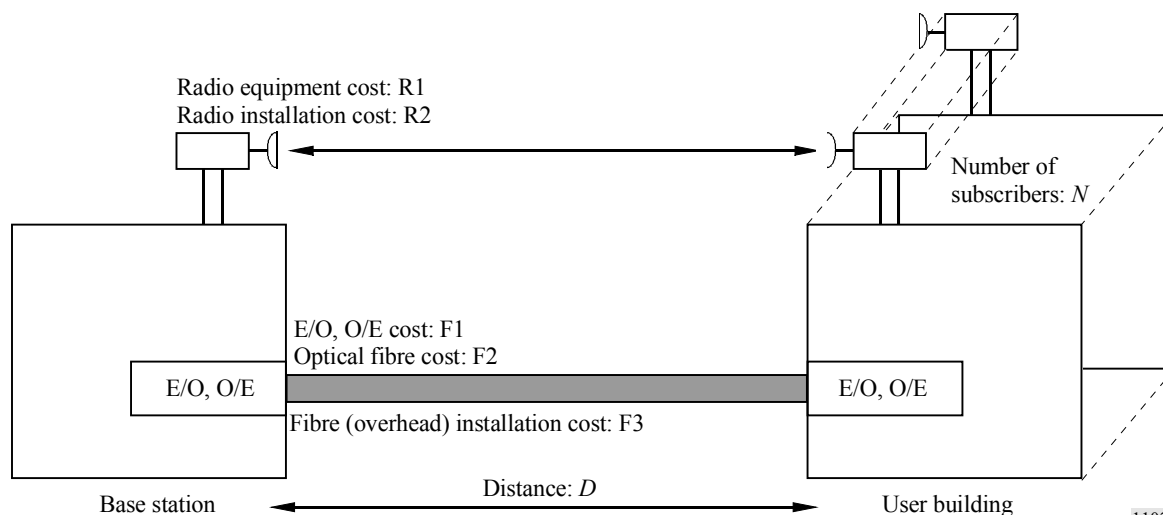 Radio equipment cost: R1
Radio installation cost: R2
Number of
subscribers: N
E/O, O/E cost: F1
Optical fibre cost: F2
E/O, O/E
E/O, O/E
Fibre (overhead) installation cost: F3
Distance: D
Base station
User building